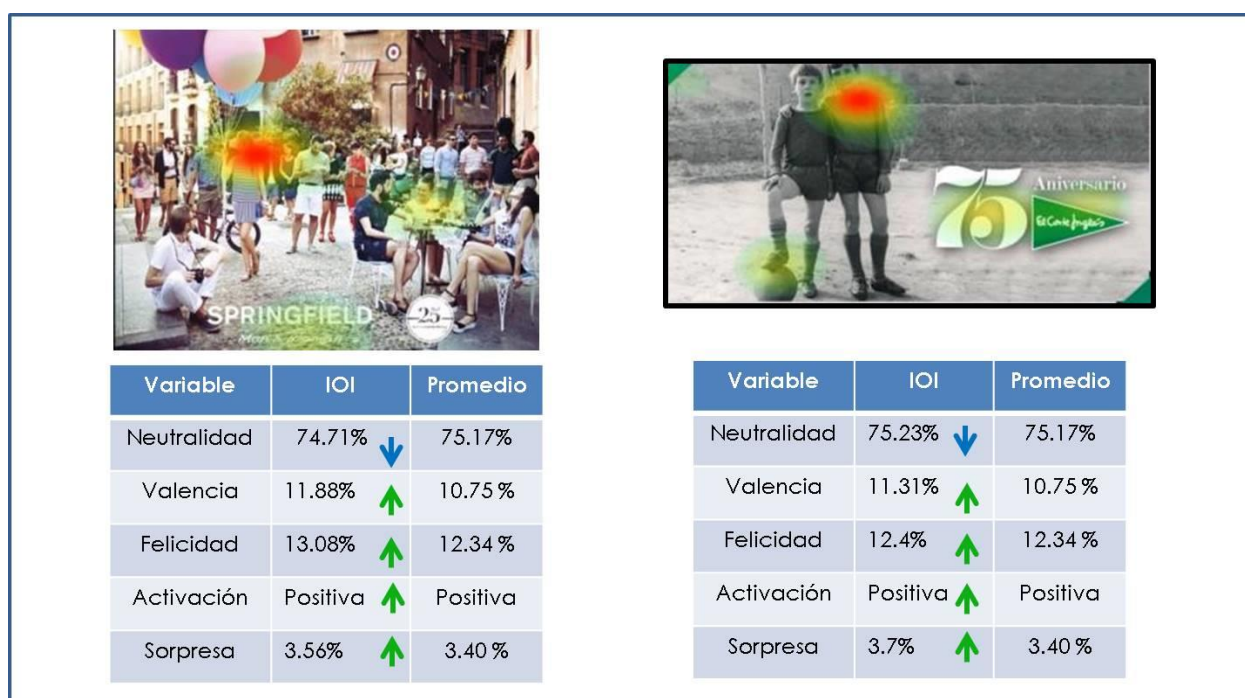 SPRINGFIELD
25
75
Aniversario
El Corte Inglés
Variable IOI Promedio
Neutralidad 74.71% 75.17%
Valencia 11.88% 10.75 %
Felicidad 13.08% 12.34 %
Activación Positiva Positiva
Sorpresa 3.56% 3.40 %
Variable IOI Promedio
Neutralidad 75.23% 75.17%
Valencia 11.31% 10.75 %
Felicidad 12.4% 12.34 %
Activación Positiva Positiva
Sorpresa 3.7% 3.40 %